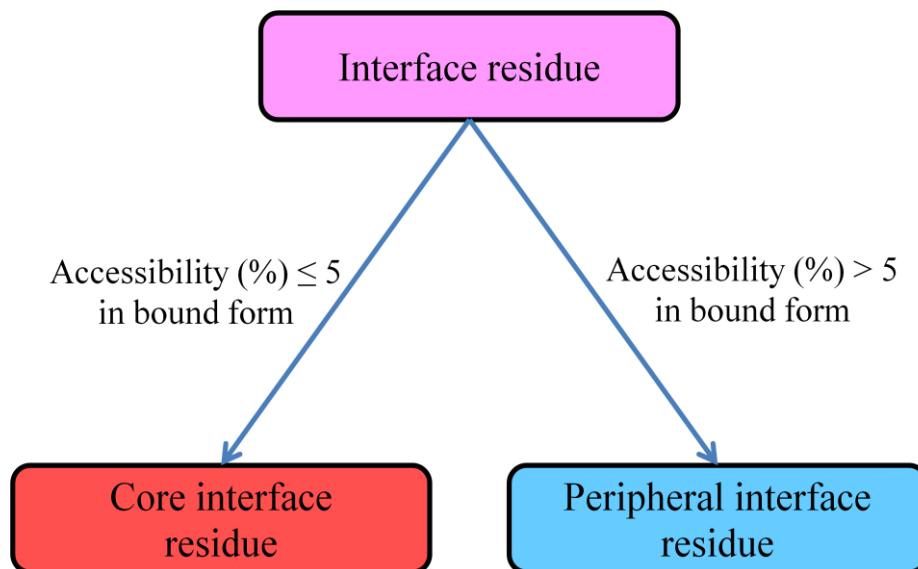 Interface residue
Accessibility (%) ≤ 5
in bound form
Accessibility (%) > 5
in bound form
Core interface
residue
Peripheral interface
residue